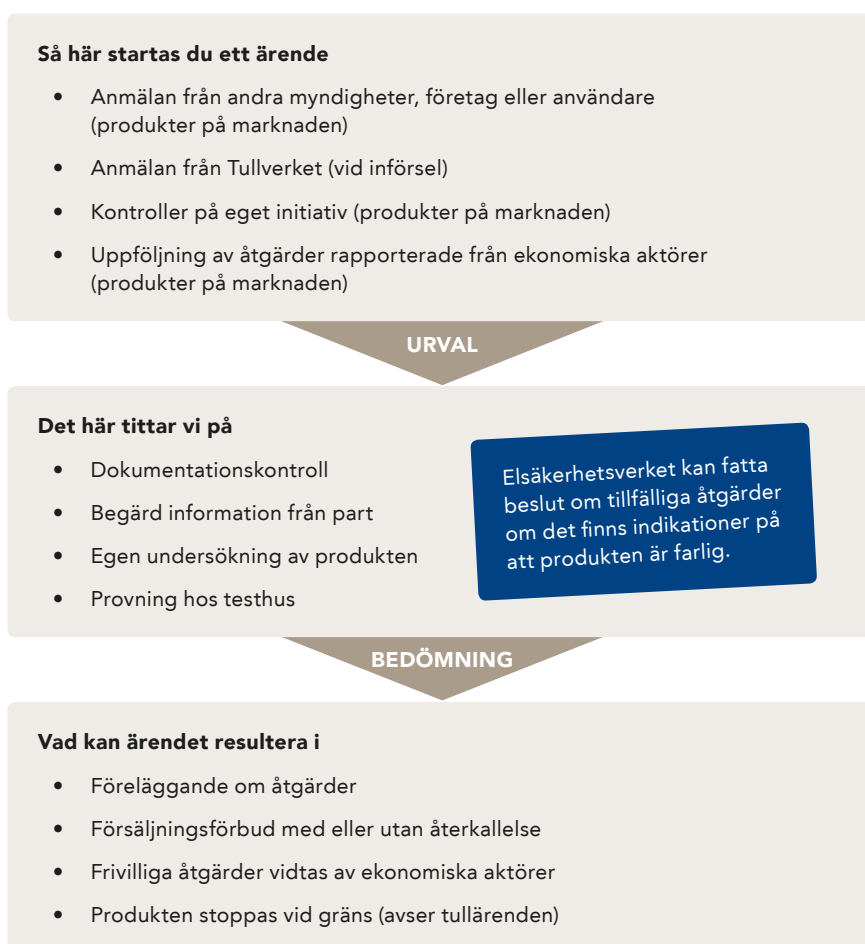 Så här startas du ett ärende
• Anmälan från andra myndigheter, företag eller användare
(produkter på marknaden)
• Anmälan från Tullverket (vid införsel)
• Kontroller på eget initiativ (produkter på marknaden)
• Uppföljning av åtgärder rapporterade från ekonomiska aktörer
(produkter på marknaden)
URVAL
Det här tittar vi på
• Dokumentationskontroll
• Begärd information från part
• Egen undersökning av produkten
• Provning hos testhus
Elsäkerhetsverket kan fatta
beslut om tillfälliga åtgärder
om det finns indikationer på
att produkten är farlig.
BEDÖMNING
Vad kan ärendet resultera i
• Föreläggande om åtgärder
• Försäljningsförbud med eller utan återkallelse
• Frivilliga åtgärder vidtas av ekonomiska aktörer
• Produkten stoppas vid gräns (avser tullärenden)